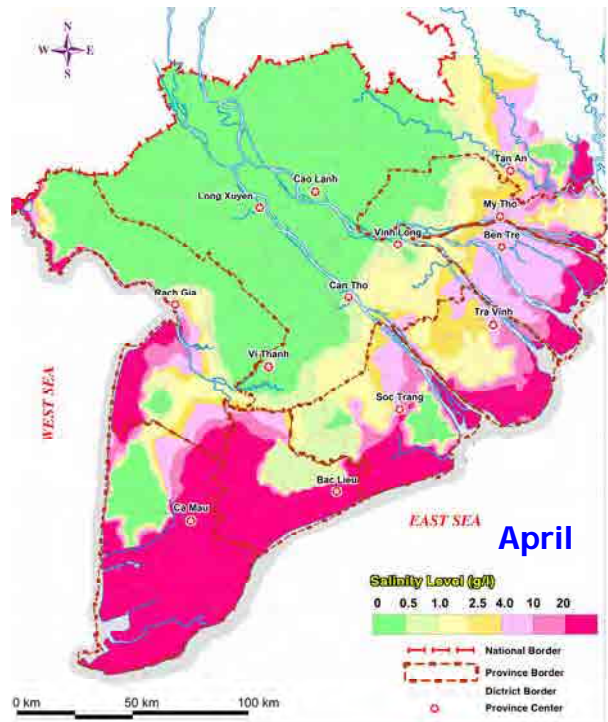 N
W E
S
Tan An
Cao Lanh
Long Xuyen
My Tho
Vinh Long
Ben Tre
Can Tho
Rach Gia
Tra Vinh
Vi Thanh
WEST SEA
Soc Trang
Bac Lieu
Ca Mau
EAST SEA
April
Salinity Level (g/l)
0 0.5 1.0 2.5 4.0 10 20
National Border
Province Border
Dictrict Border
Province Center
0 km 50 km 100 km